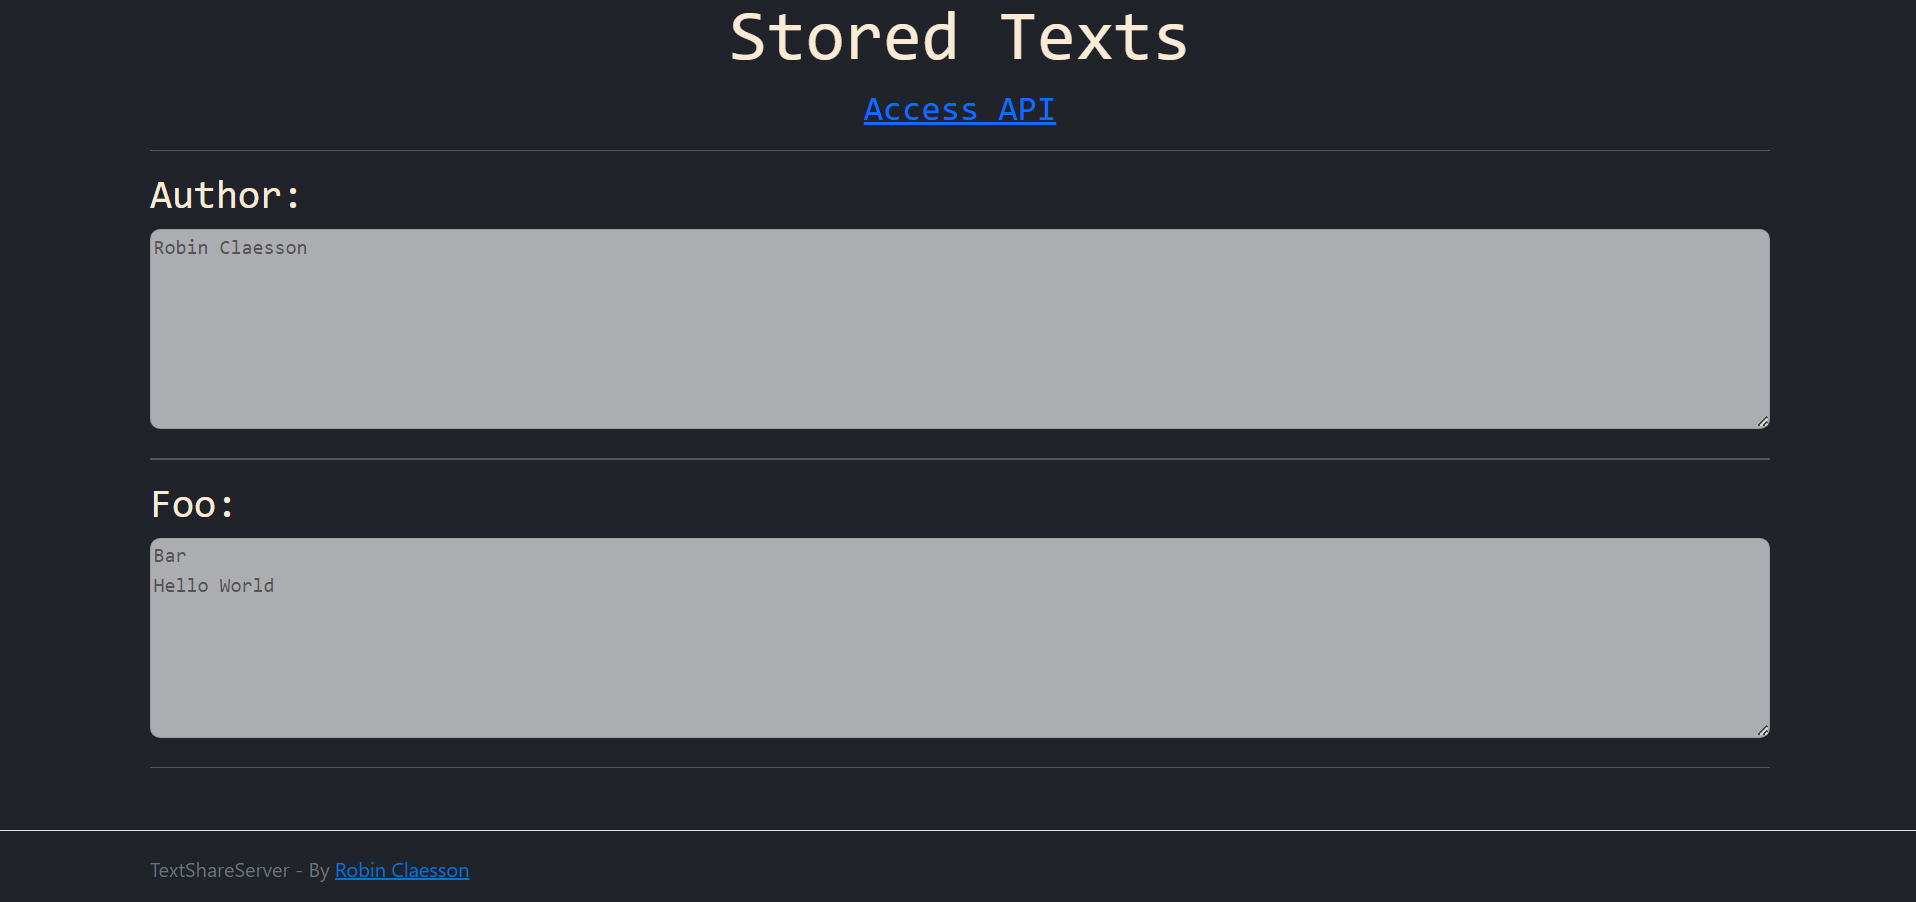 Stored Texts
Access API
Author:
Robin Claesson
Foo:
Bar
Hello World
TextShareServer - By Robin Claesson